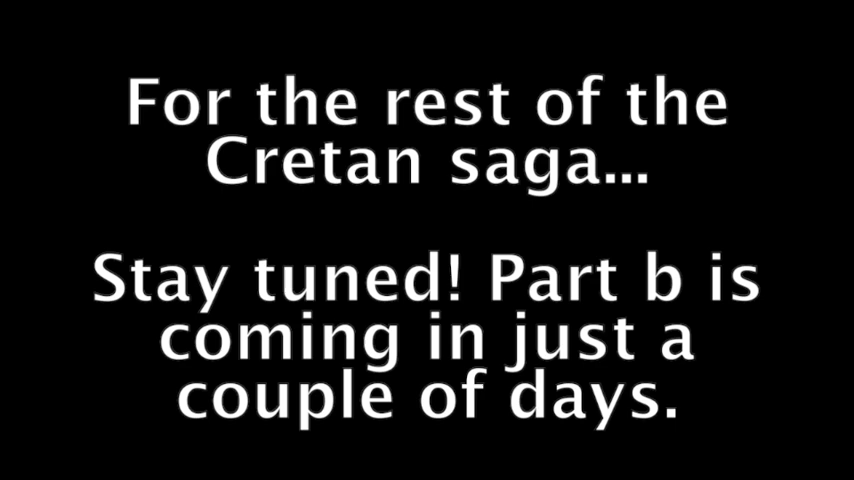 For the rest of the
Cretan saga...
Stay tuned! Part b is
coming in just a
couple of days.